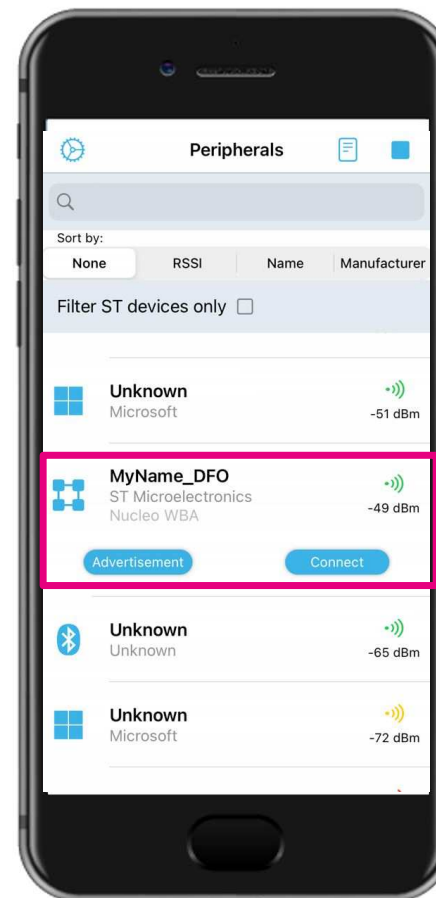 Peripherals
Sort by:
None RSSI Name Manufacturer
Filter ST devices only
Unknown
Microsoft
-51 dBm
MyName_DFO
ST Microelectronics
Nucleo WBA
-49 dBm
Advertisement Connect
Unknown
Unknown
-65 dBm
Unknown
Microsoft
-72 dBm